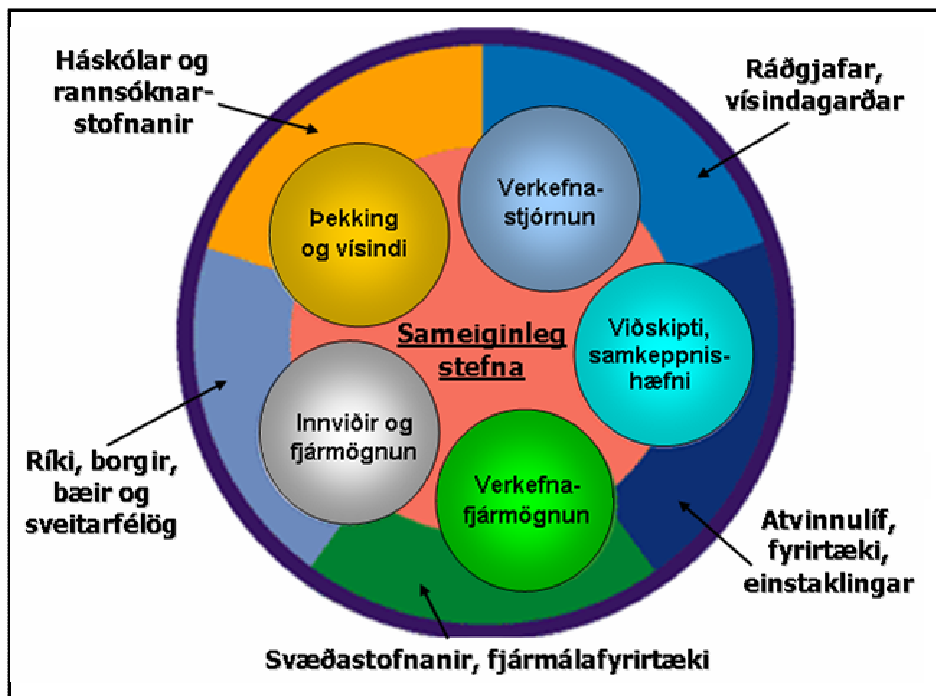 Háskólar og
rannsóknar-
stofnanir
Ráðgjafar,
vísindagarðar
Verkefna-
stjórnun
Þekking
og vísindi
Sameiginleg
stefna
Viðskipti,
samkeppnis-
hæfni
Innviðir og
fjármögnun
Verkefna-
fjármögnun
Ríki, borgir,
bæir og
sveitarfélög
Atvinnulíf,
fyrirtæki,
einstaklingar
Svæðastofnanir, fjármálafyrirtæki